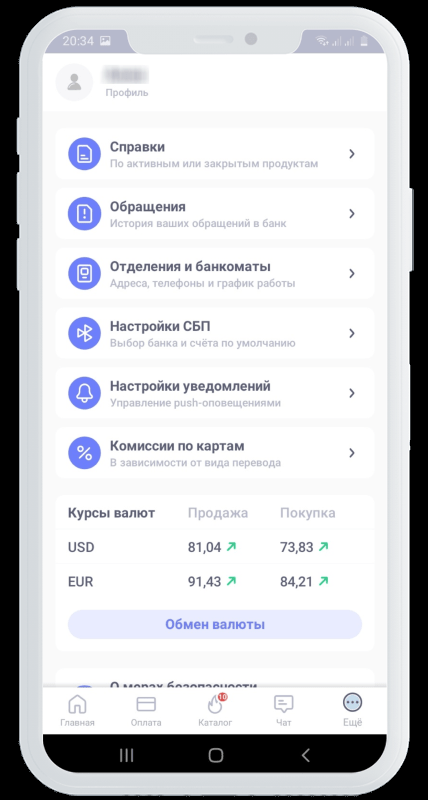 20:34
Профиль
Справки
По активным или закрытым продуктам
Обращения
История ваших обращений в банк
Отделения и банкоматы
Адреса, телефоны и график работы
Настройки СБП
Выбор банка и счёта по умолчанию
Настройки уведомлений
Управление push-оповещениями
Комиссии по картам
В зависимости от вида перевода
Курсы валют Продажа Покупка
USD 81,04 73,83
EUR 91,43 84,21
Обмен валюты
О мерах безопасности
10
Главная Оплата Каталог Чат Ещё